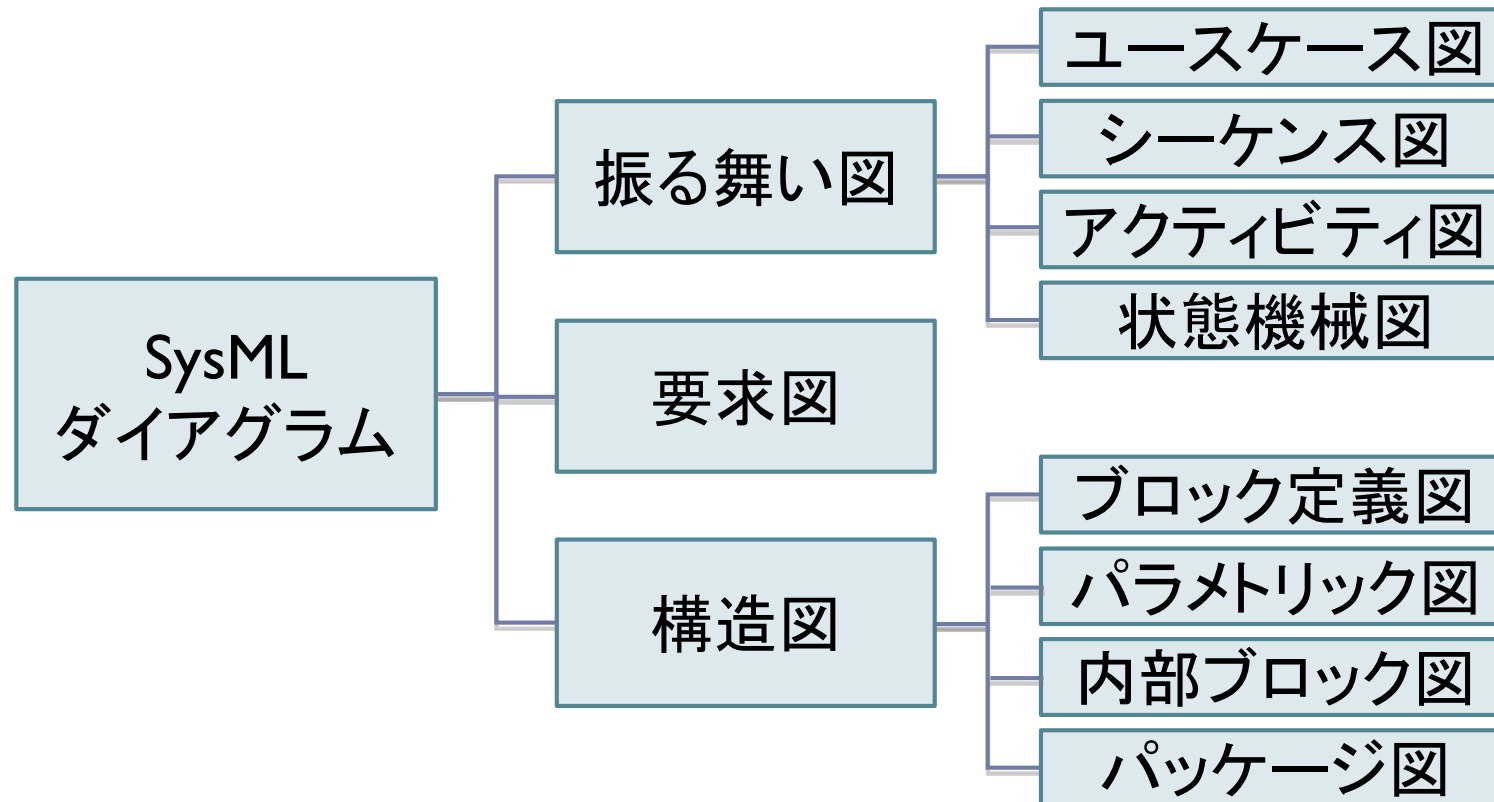 SysML
ダイアグラム
振る舞い図
ユースケース図
シーケンス図
アクティビティ図
状態機械図
要求図
構造図
ブロック定義図
パラメトリック図
内部ブロック図
パッケージ図